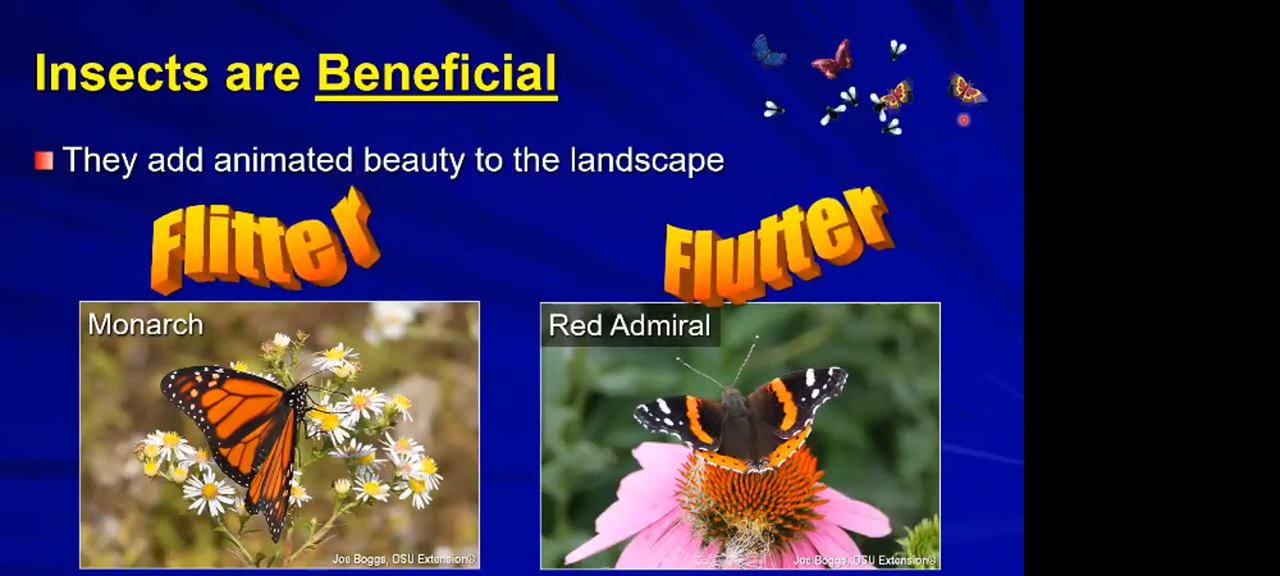 Insects are Beneficial
They add animated beauty to the landscape
Flitter
Flutter
Monarch
Red Admiral
Joe Boggs, OSU Extension©
Joe Boggs, OSU Extension©